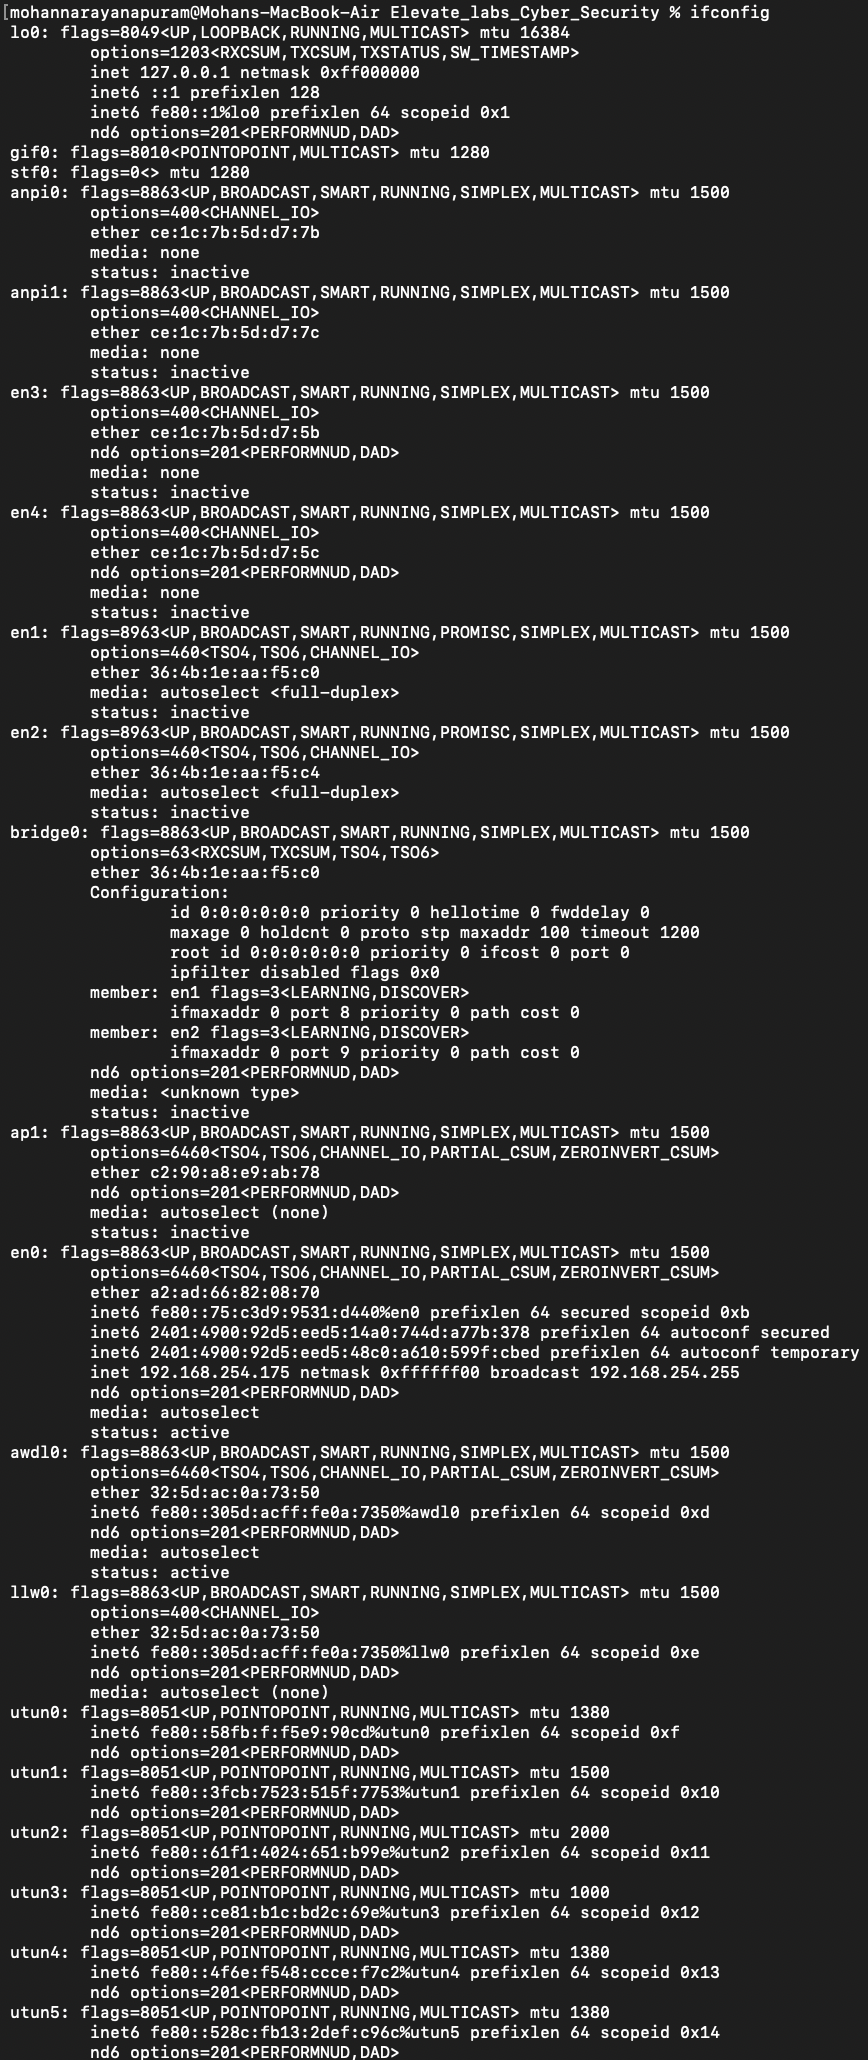 [mohannarayanapuram@Mohans-MacBook-Air Elevate_labs_Cyber_Security % ifconfig
lo0: flags=8049<UP,LOOPBACK,RUNNING,MULTICAST> mtu 16384
	options=1203<RXCSUM,TXCSUM,TXSTATUS,SW_TIMESTAMP>
	inet 127.0.0.1 netmask 0xff000000
	inet6 ::1 prefixlen 128
	inet6 fe80::1%lo0 prefixlen 64 scopeid 0x1
	nd6 options=201<PERFORMNUD,DAD>
gif0: flags=8010<POINTOPOINT,MULTICAST> mtu 1280
stf0: flags=0<> mtu 1280
anpi0: flags=8863<UP,BROADCAST,SMART,RUNNING,SIMPLEX,MULTICAST> mtu 1500
	options=400<CHANNEL_IO>
	ether ce:1c:7b:5d:d7:7b
	media: none
	status: inactive
anpi1: flags=8863<UP,BROADCAST,SMART,RUNNING,SIMPLEX,MULTICAST> mtu 1500
	options=400<CHANNEL_IO>
	ether ce:1c:7b:5d:d7:7c
	media: none
	status: inactive
en3: flags=8863<UP,BROADCAST,SMART,RUNNING,SIMPLEX,MULTICAST> mtu 1500
	options=400<CHANNEL_IO>
	ether ce:1c:7b:5d:d7:5b
	nd6 options=201<PERFORMNUD,DAD>
	media: none
	status: inactive
en4: flags=8863<UP,BROADCAST,SMART,RUNNING,SIMPLEX,MULTICAST> mtu 1500
	options=400<CHANNEL_IO>
	ether ce:1c:7b:5d:d7:5c
	nd6 options=201<PERFORMNUD,DAD>
	media: none
	status: inactive
en1: flags=8963<UP,BROADCAST,SMART,RUNNING,PROMISC,SIMPLEX,MULTICAST> mtu 1500
	options=460<TSO4,TSO6,CHANNEL_IO>
	ether 36:4b:1e:aa:f5:c0
	media: autoselect <full-duplex>
	status: inactive
en2: flags=8963<UP,BROADCAST,SMART,RUNNING,PROMISC,SIMPLEX,MULTICAST> mtu 1500
	options=460<TSO4,TSO6,CHANNEL_IO>
	ether 36:4b:1e:aa:f5:c4
	media: autoselect <full-duplex>
	status: inactive
bridge0: flags=8863<UP,BROADCAST,SMART,RUNNING,SIMPLEX,MULTICAST> mtu 1500
	options=63<RXCSUM,TXCSUM,TSO4,TSO6>
	ether 36:4b:1e:aa:f5:c0
	Configuration:
		id 0:0:0:0:0:0 priority 0 hellotime 0 fwddelay 0
		maxage 0 holdcnt 0 proto stp maxaddr 100 timeout 1200
		root id 0:0:0:0:0:0 priority 0 ifcost 0 port 0
		ipfilter disabled flags 0x0
	member: en1 flags=3<LEARNING,DISCOVER>
		ifmaxaddr 0 port 8 priority 0 path cost 0
	member: en2 flags=3<LEARNING,DISCOVER>
		ifmaxaddr 0 port 9 priority 0 path cost 0
	nd6 options=201<PERFORMNUD,DAD>
	media: <unknown type>
	status: inactive
ap1: flags=8863<UP,BROADCAST,SMART,RUNNING,SIMPLEX,MULTICAST> mtu 1500
	options=6460<TSO4,TSO6,CHANNEL_IO,PARTIAL_CSUM,ZEROINVERT_CSUM>
	ether c2:90:a8:e9:ab:78
	nd6 options=201<PERFORMNUD,DAD>
	media: autoselect (none)
	status: inactive
en0: flags=8863<UP,BROADCAST,SMART,RUNNING,SIMPLEX,MULTICAST> mtu 1500
	options=6460<TSO4,TSO6,CHANNEL_IO,PARTIAL_CSUM,ZEROINVERT_CSUM>
	ether a2:ad:66:82:08:70
	inet6 fe80::75:c3d9:9531:d440%en0 prefixlen 64 secured scopeid 0xb
	inet6 2401:4900:92d5:eed5:14a0:744d:a77b:378 prefixlen 64 autoconf secured
	inet6 2401:4900:92d5:eed5:48c0:a610:599f:cbed prefixlen 64 autoconf temporary
	inet 192.168.254.175 netmask 0xffffff00 broadcast 192.168.254.255
	nd6 options=201<PERFORMNUD,DAD>
	media: autoselect
	status: active
awdl0: flags=8863<UP,BROADCAST,SMART,RUNNING,SIMPLEX,MULTICAST> mtu 1500
	options=6460<TSO4,TSO6,CHANNEL_IO,PARTIAL_CSUM,ZEROINVERT_CSUM>
	ether 32:5d:ac:0a:73:50
	inet6 fe80::305d:acff:fe0a:7350%awdl0 prefixlen 64 scopeid 0xd
	nd6 options=201<PERFORMNUD,DAD>
	media: autoselect
	status: active
llw0: flags=8863<UP,BROADCAST,SMART,RUNNING,SIMPLEX,MULTICAST> mtu 1500
	options=400<CHANNEL_IO>
	ether 32:5d:ac:0a:73:50
	inet6 fe80::305d:acff:fe0a:7350%llw0 prefixlen 64 scopeid 0xe
	nd6 options=201<PERFORMNUD,DAD>
	media: autoselect (none)
utun0: flags=8051<UP,POINTOPOINT,RUNNING,MULTICAST> mtu 1380
	inet6 fe80::58fb:f:f5e9:90cd%utun0 prefixlen 64 scopeid 0xf
	nd6 options=201<PERFORMNUD,DAD>
utun1: flags=8051<UP,POINTOPOINT,RUNNING,MULTICAST> mtu 1500
	inet6 fe80::3fcb:7523:515f:7753%utun1 prefixlen 64 scopeid 0x10
	nd6 options=201<PERFORMNUD,DAD>
utun2: flags=8051<UP,POINTOPOINT,RUNNING,MULTICAST> mtu 2000
	inet6 fe80::61f1:4024:651:b99e%utun2 prefixlen 64 scopeid 0x11
	nd6 options=201<PERFORMNUD,DAD>
utun3: flags=8051<UP,POINTOPOINT,RUNNING,MULTICAST> mtu 1000
	inet6 fe80::ce81:b1c:bd2c:69e%utun3 prefixlen 64 scopeid 0x12
	nd6 options=201<PERFORMNUD,DAD>
utun4: flags=8051<UP,POINTOPOINT,RUNNING,MULTICAST> mtu 1380
	inet6 fe80::4f6e:f548:ccce:f7c2%utun4 prefixlen 64 scopeid 0x13
	nd6 options=201<PERFORMNUD,DAD>
utun5: flags=8051<UP,POINTOPOINT,RUNNING,MULTICAST> mtu 1380
	inet6 fe80::528c:fb13:2def:c96c%utun5 prefixlen 64 scopeid 0x14
	nd6 options=201<PERFORMNUD,DAD>